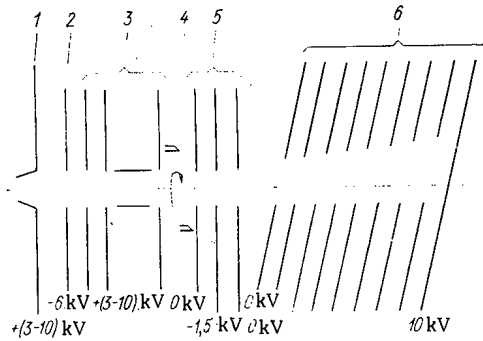 1 2 3 4 5 6
-6 kV +(3-10) kV 0 kV 0 kV
+(3-10) kV -1,5 kV 0 kV 10 kV